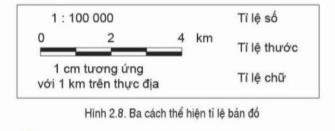 1 : 100 000
Tỉ lệ số
0 2 4 km
Tỉ lệ thước
1 cm tương ứng
với 1 km trên thực địa
Tỉ lệ chữ
Hình 2.8. Ba cách thể hiện tỉ lệ bản đồ